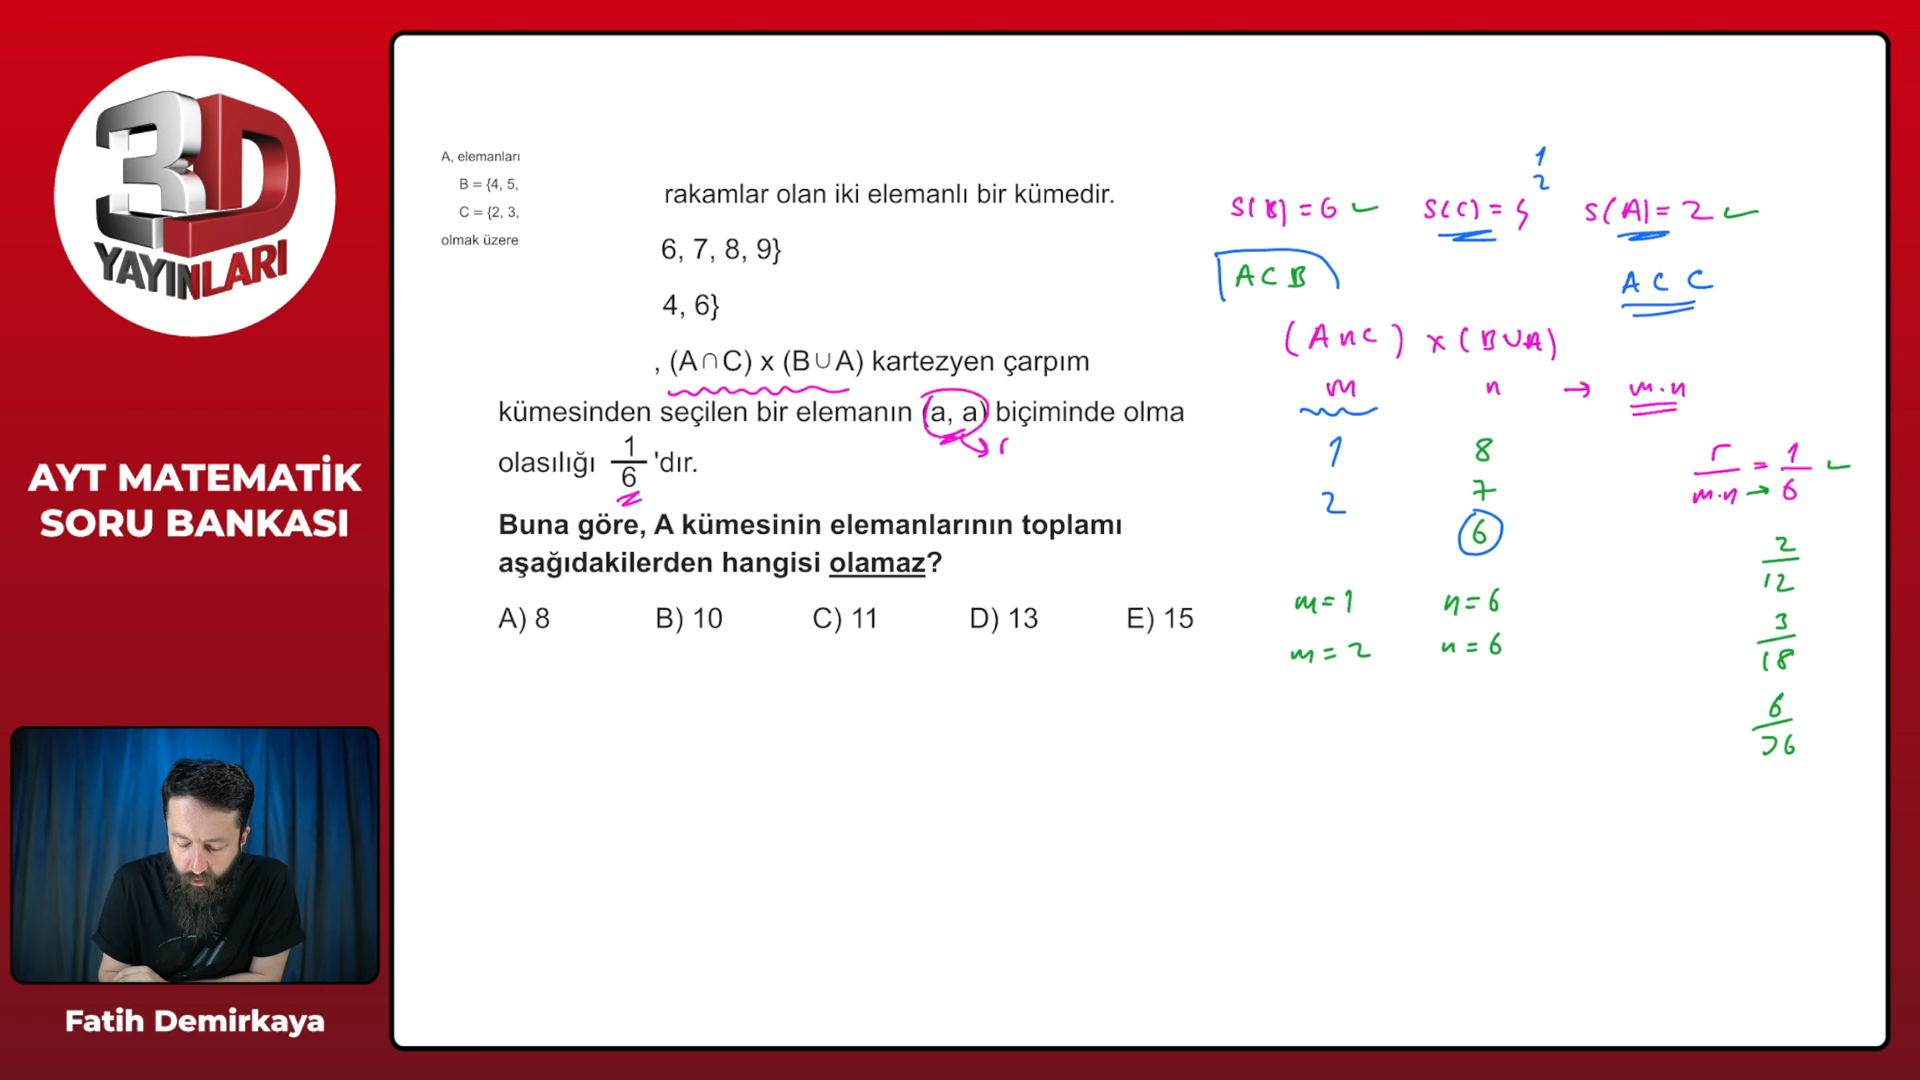 3D
YAYINLARI
AYT MATEMATİK
SORU BANKASI
Fatih Demirkaya
A, elemanları
B = {4, 5,
C = {2, 3,
olmak üzere
rakamlar olan iki elemanlı bir kümedir.
6, 7, 8, 9}
4, 6}
, (A∩C) x (B∪A) kartezyen çarpım
kümesinden seçilen bir elemanın (a, a) biçiminde olma
r
olasılığı 1/6 'dır.
Buna göre, A kümesinin elemanlarının toplamı
aşağıdakilerden hangisi olamaz?
A) 8 B) 10 C) 11 D) 13 E) 15
1
2
S(B) = 6 S(C) = 4 S(A) = 2
A ⊂ B A ⊂ C
(A∩C) x (B∪A)
m n → m.n
1 8
2 7
6
r/m.n = 1/6
2/12
3/18
6/36
m = 1 n = 6
m = 2 n = 6